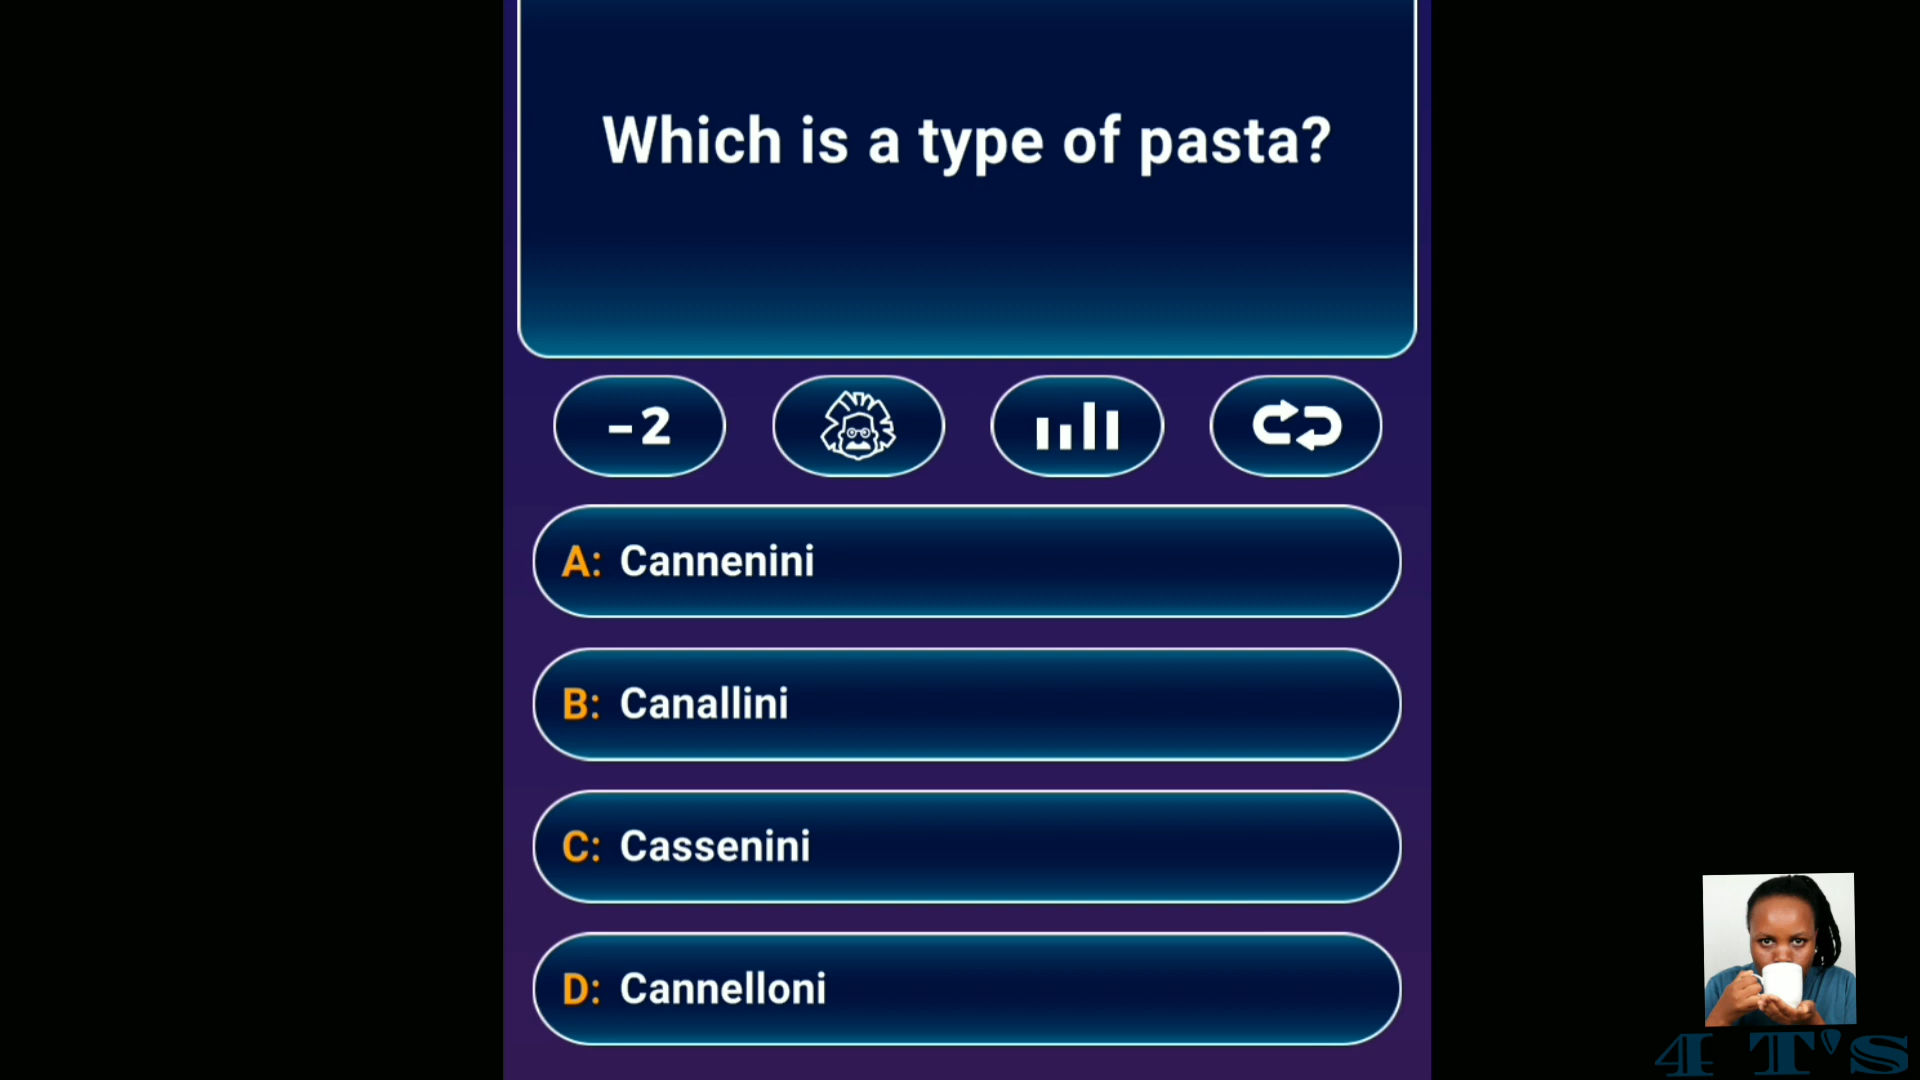 Which is a type of pasta?
-2
A: Cannenini
B: Canallini
C: Cassenini
D: Cannelloni
4 T's